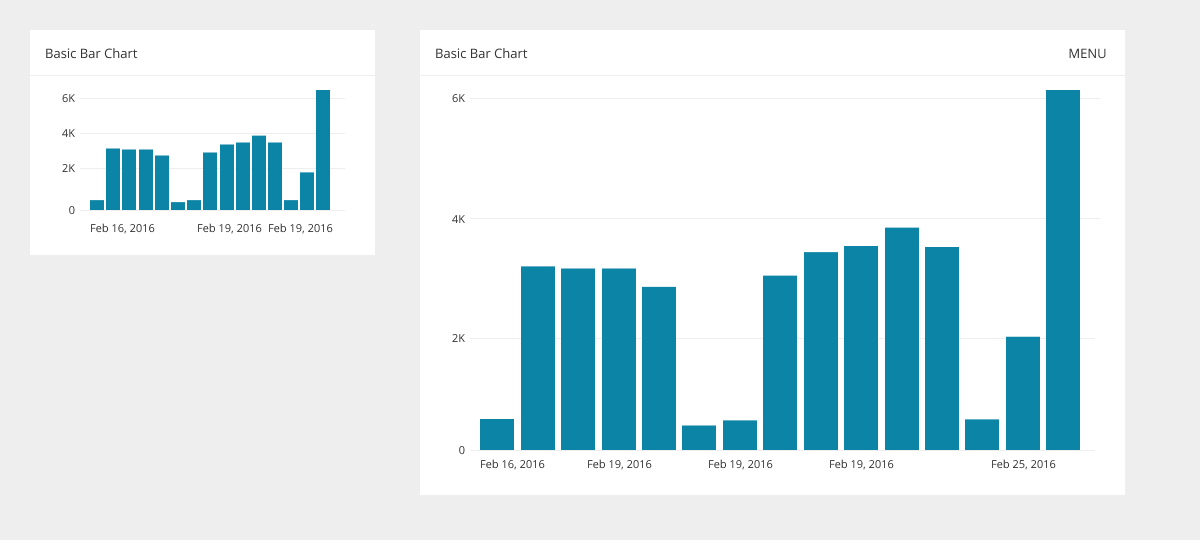 Basic Bar Chart
6K
4K
2K
0
Feb 16, 2016 Feb 19, 2016 Feb 19, 2016
Basic Bar Chart MENU
6K
4K
2K
0
Feb 16, 2016 Feb 19, 2016 Feb 19, 2016 Feb 19, 2016 Feb 25, 2016